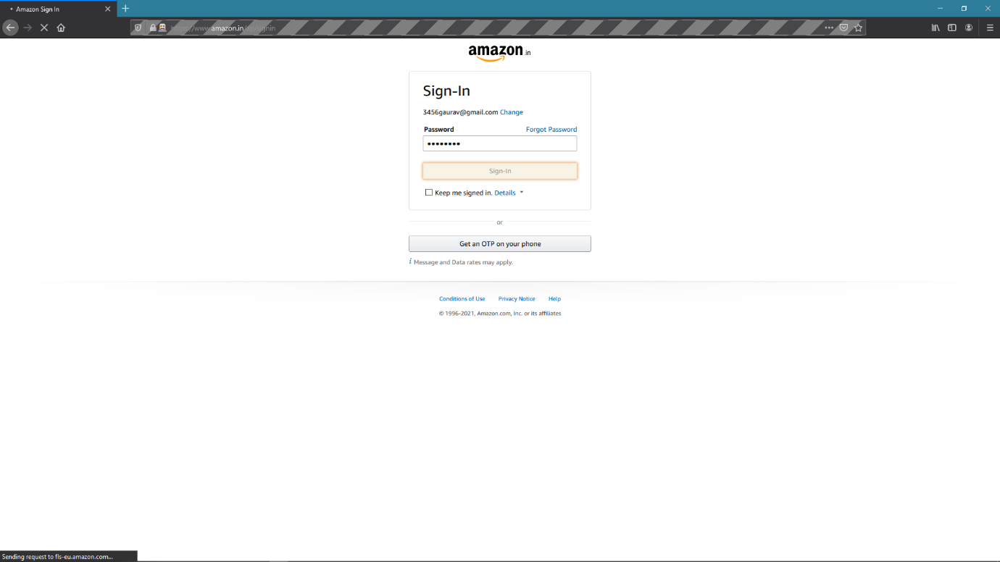 Amazon Sign In
https://www.amazon.in/ap/signin
amazon.in
Sign-In
3456gaurav@gmail.com Change
Password Forgot Password
Sign-In
Keep me signed in. Details
or
Get an OTP on your phone
i Message and Data rates may apply.
Conditions of Use Privacy Notice Help
© 1996-2021, Amazon.com, Inc. or its affiliates
Sending request to fls-eu.amazon.com...